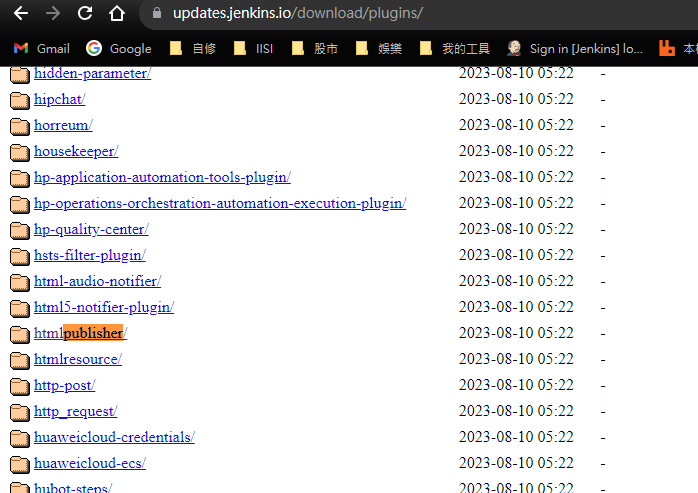 updates.jenkins.io/download/plugins/
Gmail Google 自修 IISI 股市 娛樂 我的工具 Sign in [Jenkins] lo...
hidden-parameter/ 2023-08-10 05:22 -
hipchat/ 2023-08-10 05:22 -
horreum/ 2023-08-10 05:22 -
housekeeper/ 2023-08-10 05:22 -
hp-application-automation-tools-plugin/ 2023-08-10 05:22 -
hp-operations-orchestration-automation-execution-plugin/ 2023-08-10 05:22 -
hp-quality-center/ 2023-08-10 05:22 -
hsts-filter-plugin/ 2023-08-10 05:22 -
html-audio-notifier/ 2023-08-10 05:22 -
html5-notifier-plugin/ 2023-08-10 05:22 -
htmlpublisher/ 2023-08-10 05:22 -
htmlresource/ 2023-08-10 05:22 -
http-post/ 2023-08-10 05:22 -
http_request/ 2023-08-10 05:22 -
huaweicloud-credentials/ 2023-08-10 05:22 -
huaweicloud-ecs/ 2023-08-10 05:22 -
hubot-steps/ 2023-08-10 05:22 -